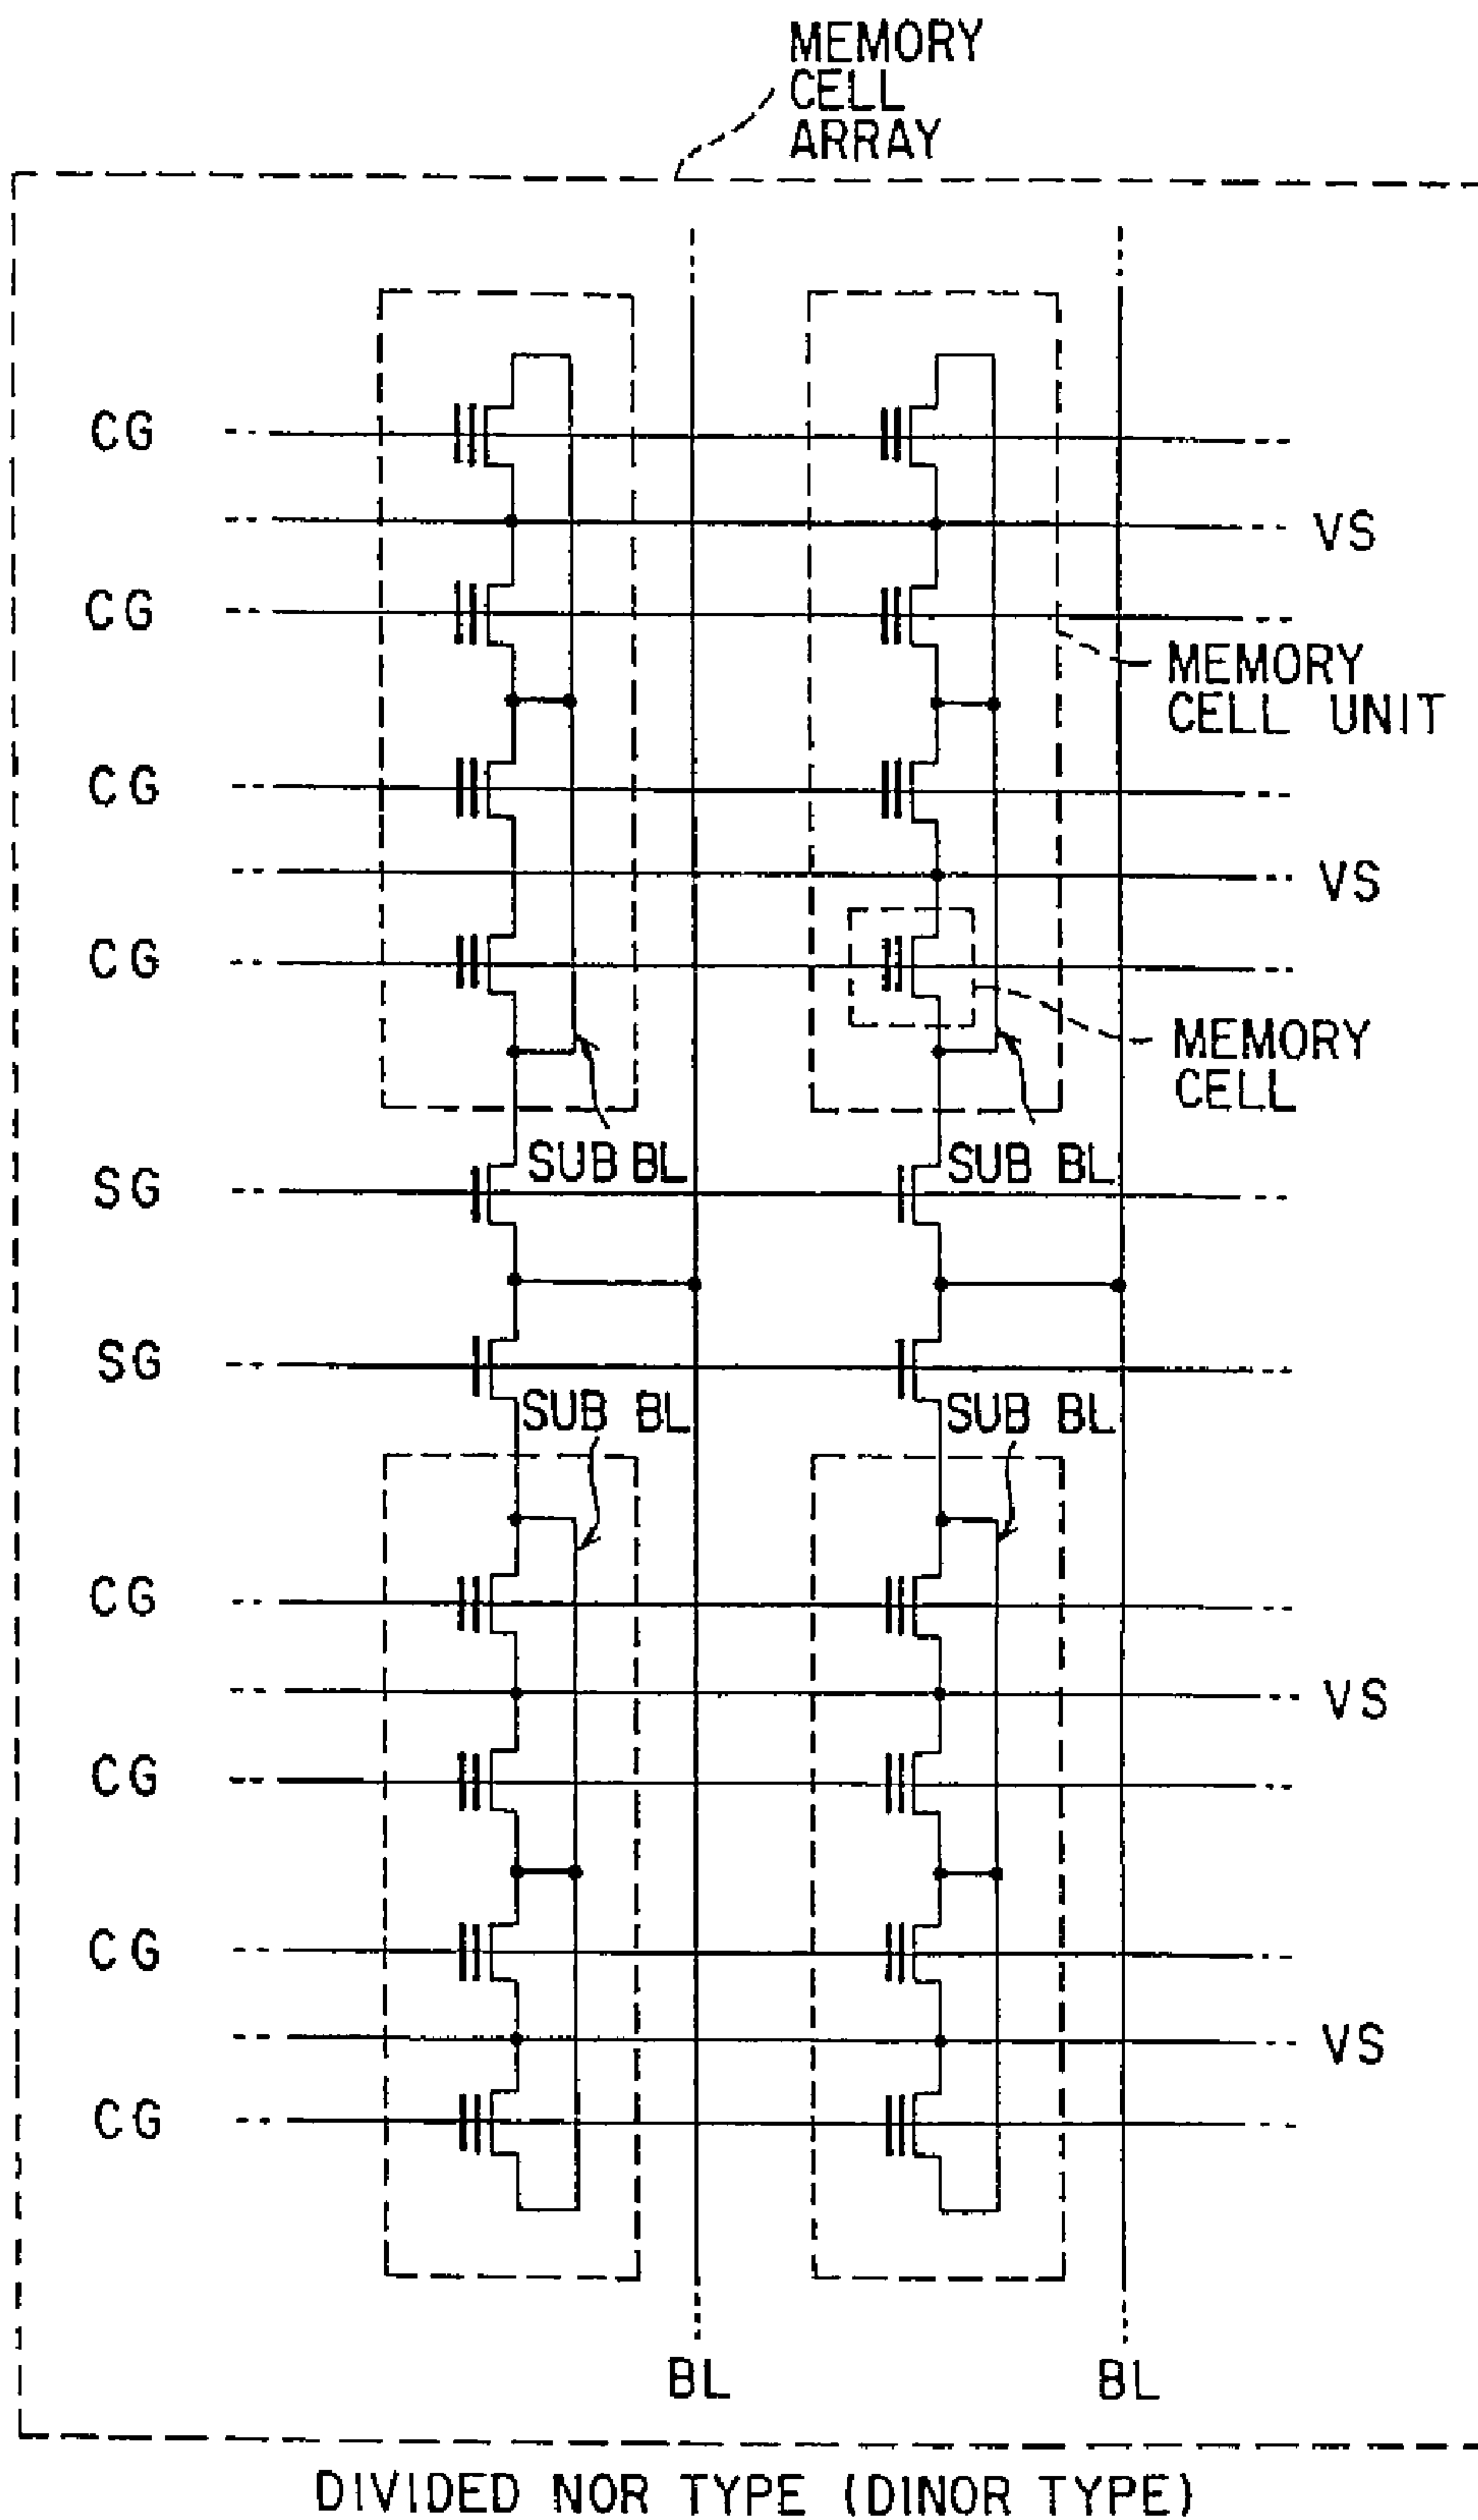 MEMORY
CELL
ARRAY
CG
VS
CG
MEMORY
CELL UNIT
CG
VS
CG
MEMORY
CELL
SUB BL
SUB BL
SG
SG
SUB BL
SUB BL
CG
VS
CG
CG
VS
CG
BL
BL
DIVIDED NOR TYPE (DINOR TYPE)